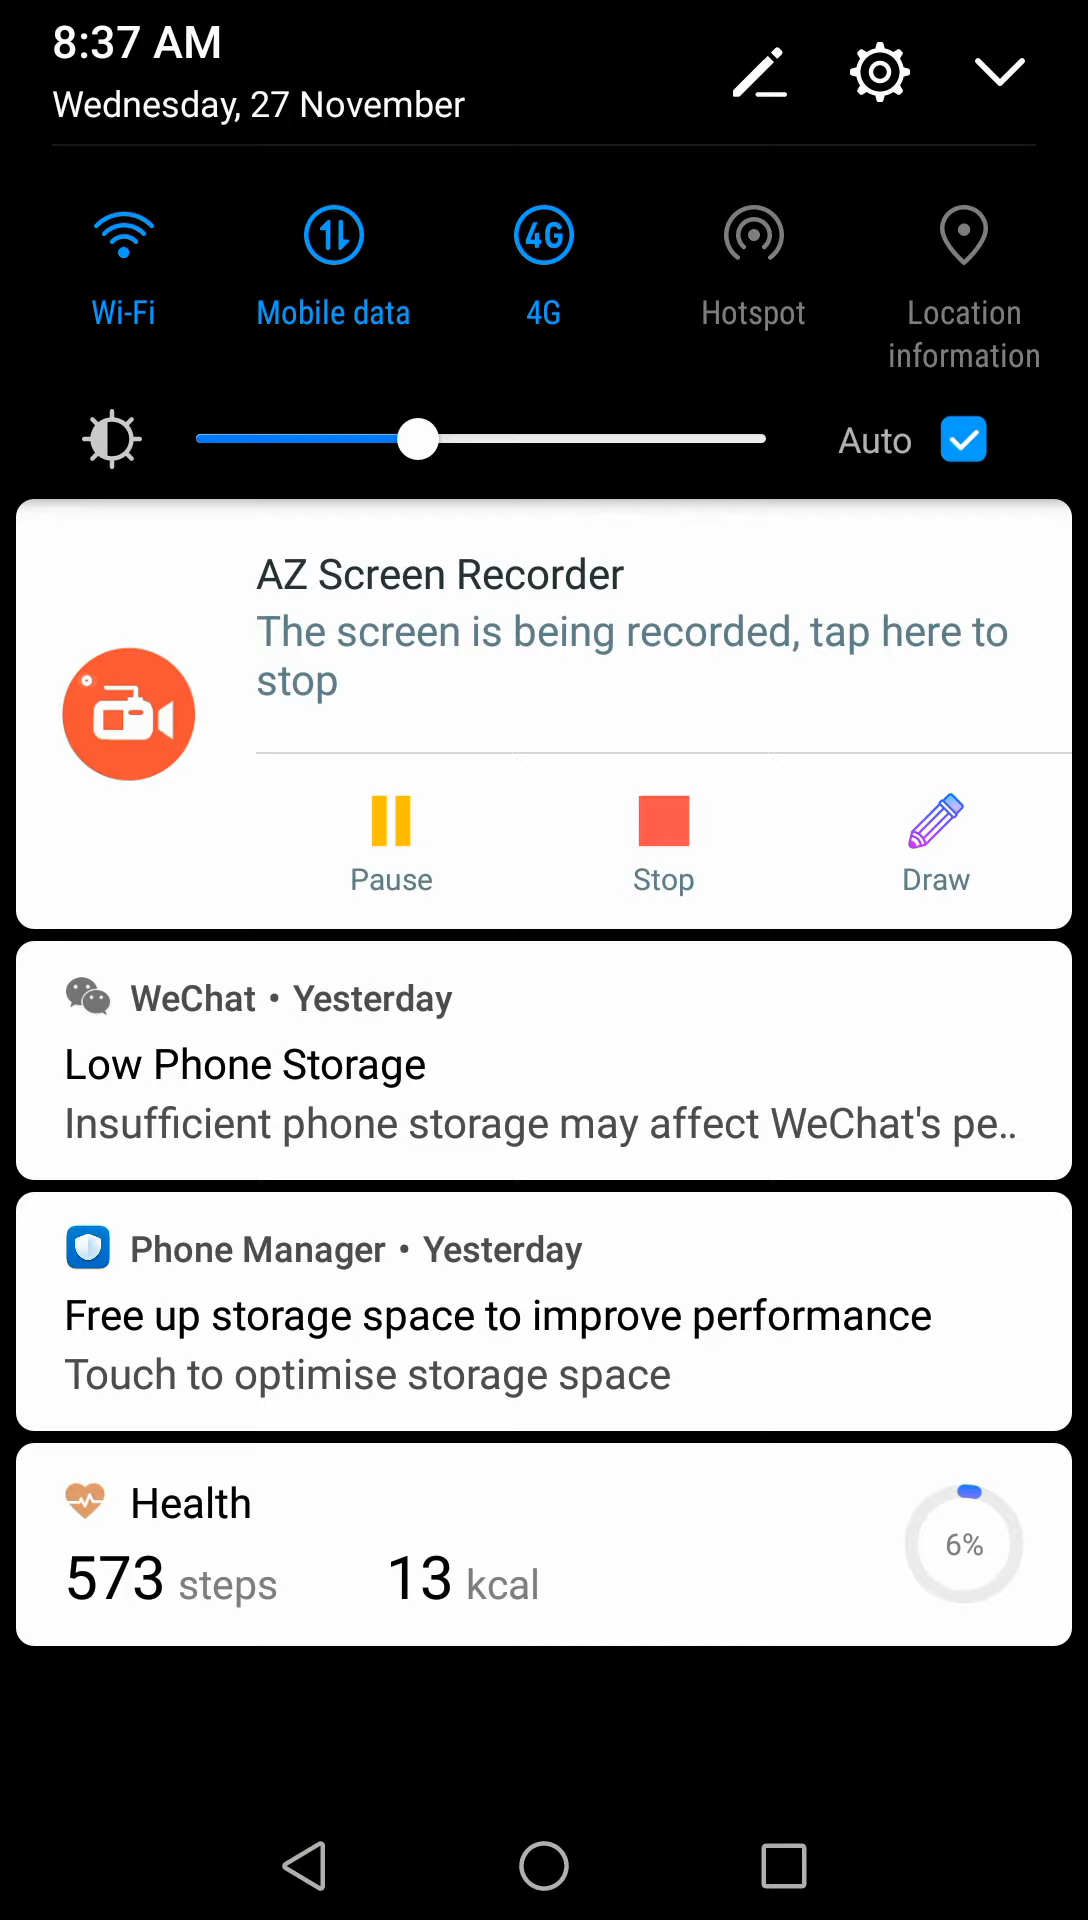 8:37 AM
Wednesday, 27 November
Wi-Fi
Mobile data
4G
4G
Hotspot
Location
information
Auto
AZ Screen Recorder
The screen is being recorded, tap here to
stop
Pause
Stop
Draw
WeChat • Yesterday
Low Phone Storage
Insufficient phone storage may affect WeChat's pe..
Phone Manager • Yesterday
Free up storage space to improve performance
Touch to optimise storage space
Health
573 steps
13 kcal
6%